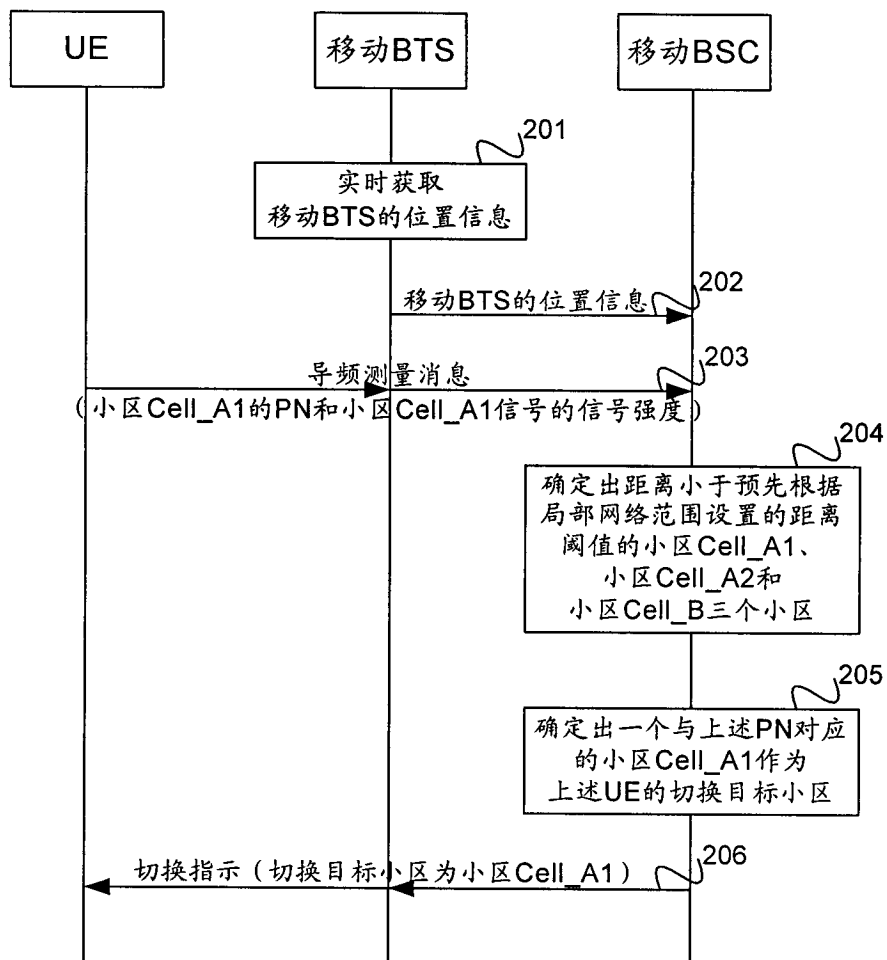 UE
移动BTS
移动BSC
201
实时获取
移动BTS的位置信息
202
移动BTS的位置信息
203
导频测量消息
(小区Cell_A1的PN和小区Cell_A1信号的信号强度)
204
确定出距离小于预先根据
局部网络范围设置的距离
阈值的小区Cell_A1、
小区Cell_A2和
小区Cell_B三个小区
205
确定出一个与上述PN对应
的小区Cell_A1作为
上述UE的切换目标小区
206
切换指示(切换目标小区为小区Cell_A1)